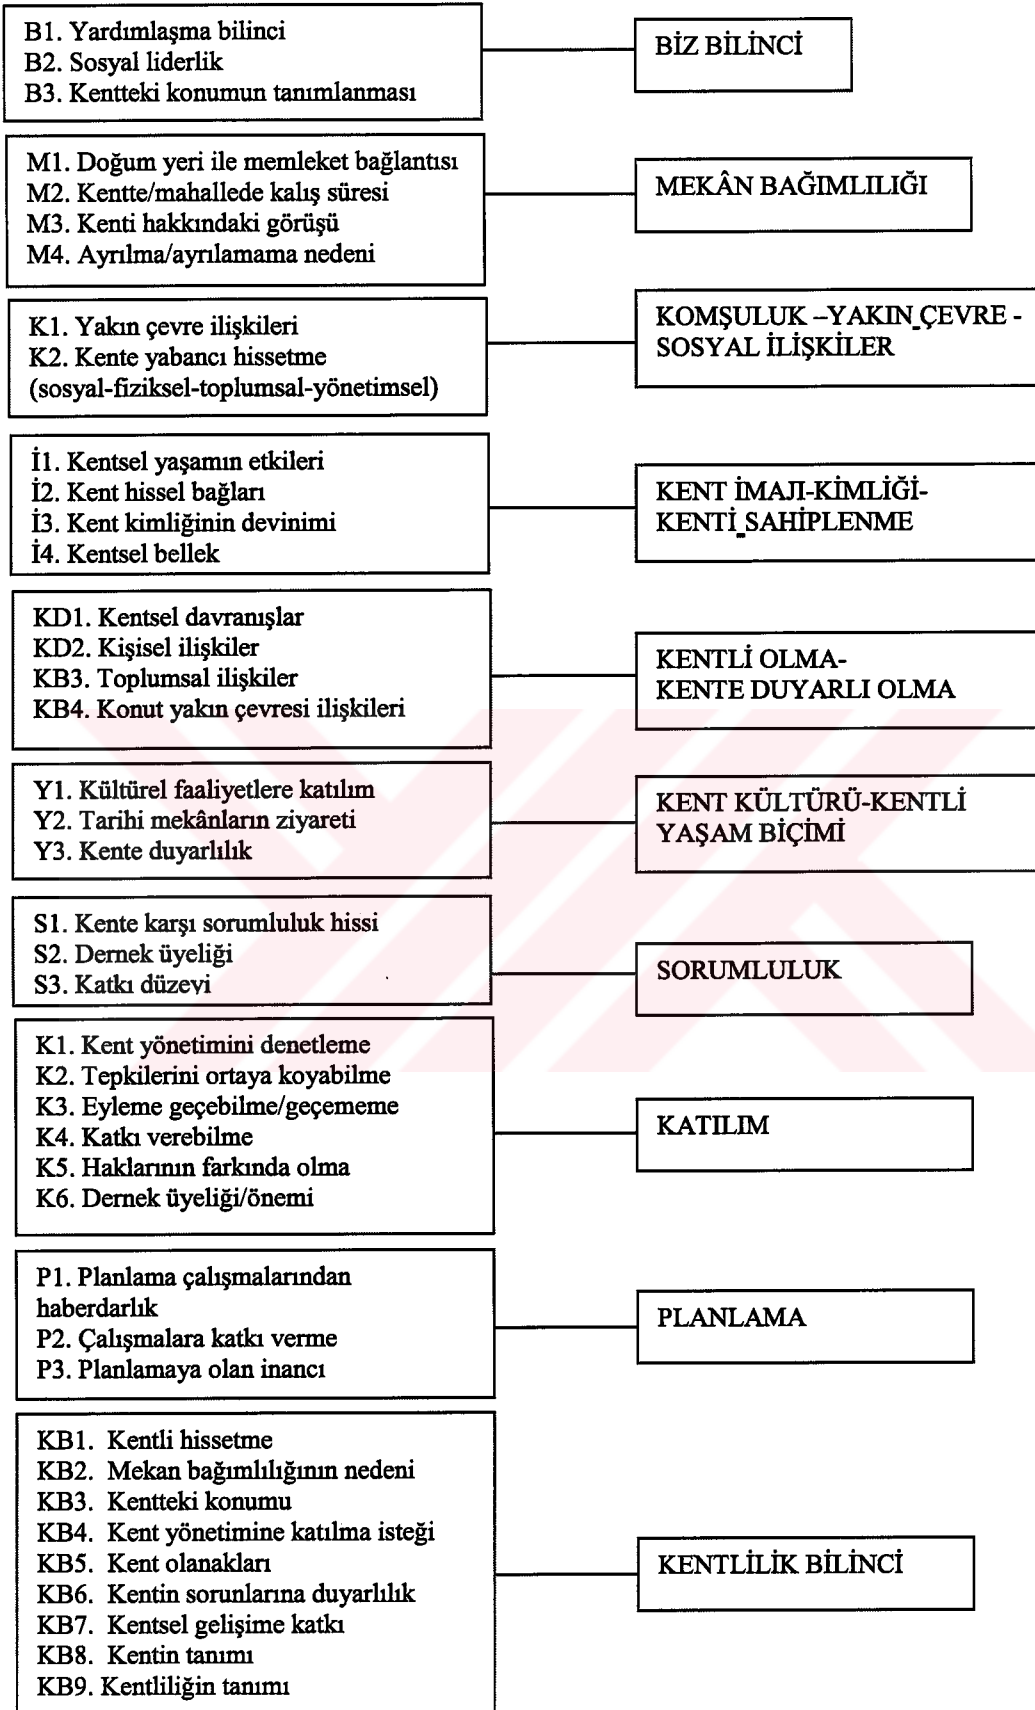 B1. Yardımlaşma bilinci
B2. Sosyal liderlik
B3. Kentteki konumun tanımlanması
BİZ BİLİNCİ
M1. Doğum yeri ile memleket bağlantısı
M2. Kentte/mahallede kalış süresi
M3. Kenti hakkındaki görüşü
M4. Ayrılma/ayrılamama nedeni
MEKÂN BAĞIMLILIĞI
K1. Yakın çevre ilişkileri
K2. Kente yabancı hissetme
(sosyal-fiziksel-toplumsal-yönetimsel)
KOMŞULUK –YAKIN ÇEVRE -
SOSYAL İLİŞKİLER
İ1. Kentsel yaşamın etkileri
İ2. Kent hissel bağları
İ3. Kent kimliğinin devinimi
İ4. Kentsel bellek
KENT İMAJI-KİMLİĞİ-
KENTİ SAHİPLENME
KD1. Kentsel davranışlar
KD2. Kişisel ilişkiler
KB3. Toplumsal ilişkiler
KB4. Konut yakın çevresi ilişkileri
KENTLİ OLMA-
KENTE DUYARLI OLMA
Y1. Kültürel faaliyetlere katılım
Y2. Tarihi mekânların ziyareti
Y3. Kente duyarlılık
KENT KÜLTÜRÜ-KENTLİ
YAŞAM BİÇİMİ
S1. Kente karşı sorumluluk hissi
S2. Dernek üyeliği
S3. Katkı düzeyi
SORUMLULUK
K1. Kent yönetimini denetleme
K2. Tepkilerini ortaya koyabilme
K3. Eyleme geçebilme/geçememe
K4. Katkı verebilme
K5. Haklarının farkında olma
K6. Dernek üyeliği/önemi
KATILIM
P1. Planlama çalışmalarından
haberdarlık
P2. Çalışmalara katkı verme
P3. Planlamaya olan inancı
PLANLAMA
KB1. Kentli hissetme
KB2. Mekan bağımlılığının nedeni
KB3. Kentteki konumu
KB4. Kent yönetimine katılma isteği
KB5. Kent olanakları
KB6. Kentin sorunlarına duyarlılık
KB7. Kentsel gelişime katkı
KB8. Kentin tanımı
KB9. Kentliliğin tanımı
KENTLİLİK BİLİNCİ